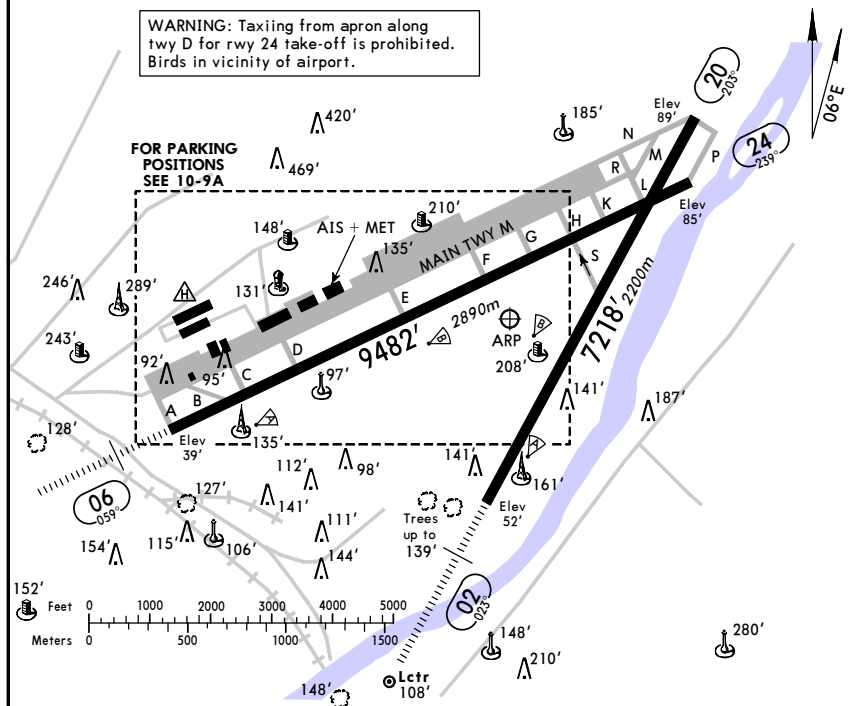 WARNING: Taxiing from apron along
twy D for rwy 24 take-off is prohibited.
Birds in vicinity of airport.
06°E
20
203°
Elev
89'
185'
420'
N
M
P
24
239°
FOR PARKING
POSITIONS
SEE 10-9A
469'
R
L
K
Elev
85'
210'
148'
AIS + MET
H
135'
MAIN TWY M
G
S
F
246'
289'
H
131'
E
2890m
9482'
B
ARP
B
7218'
2200m
243'
D
208'
92'
95'
C
97'
141'
187'
A
B
A
135'
Elev
39'
128'
98'
141'
A
161'
112'
06
059°
127'
141'
Elev
52'
Trees
up to
139'
111'
115'
106'
154'
144'
02
023°
152'
Feet
0
1000
2000
3000
4000
5000
Meters
0
500
1000
1500
148'
280'
210'
Lctr
108'
148'